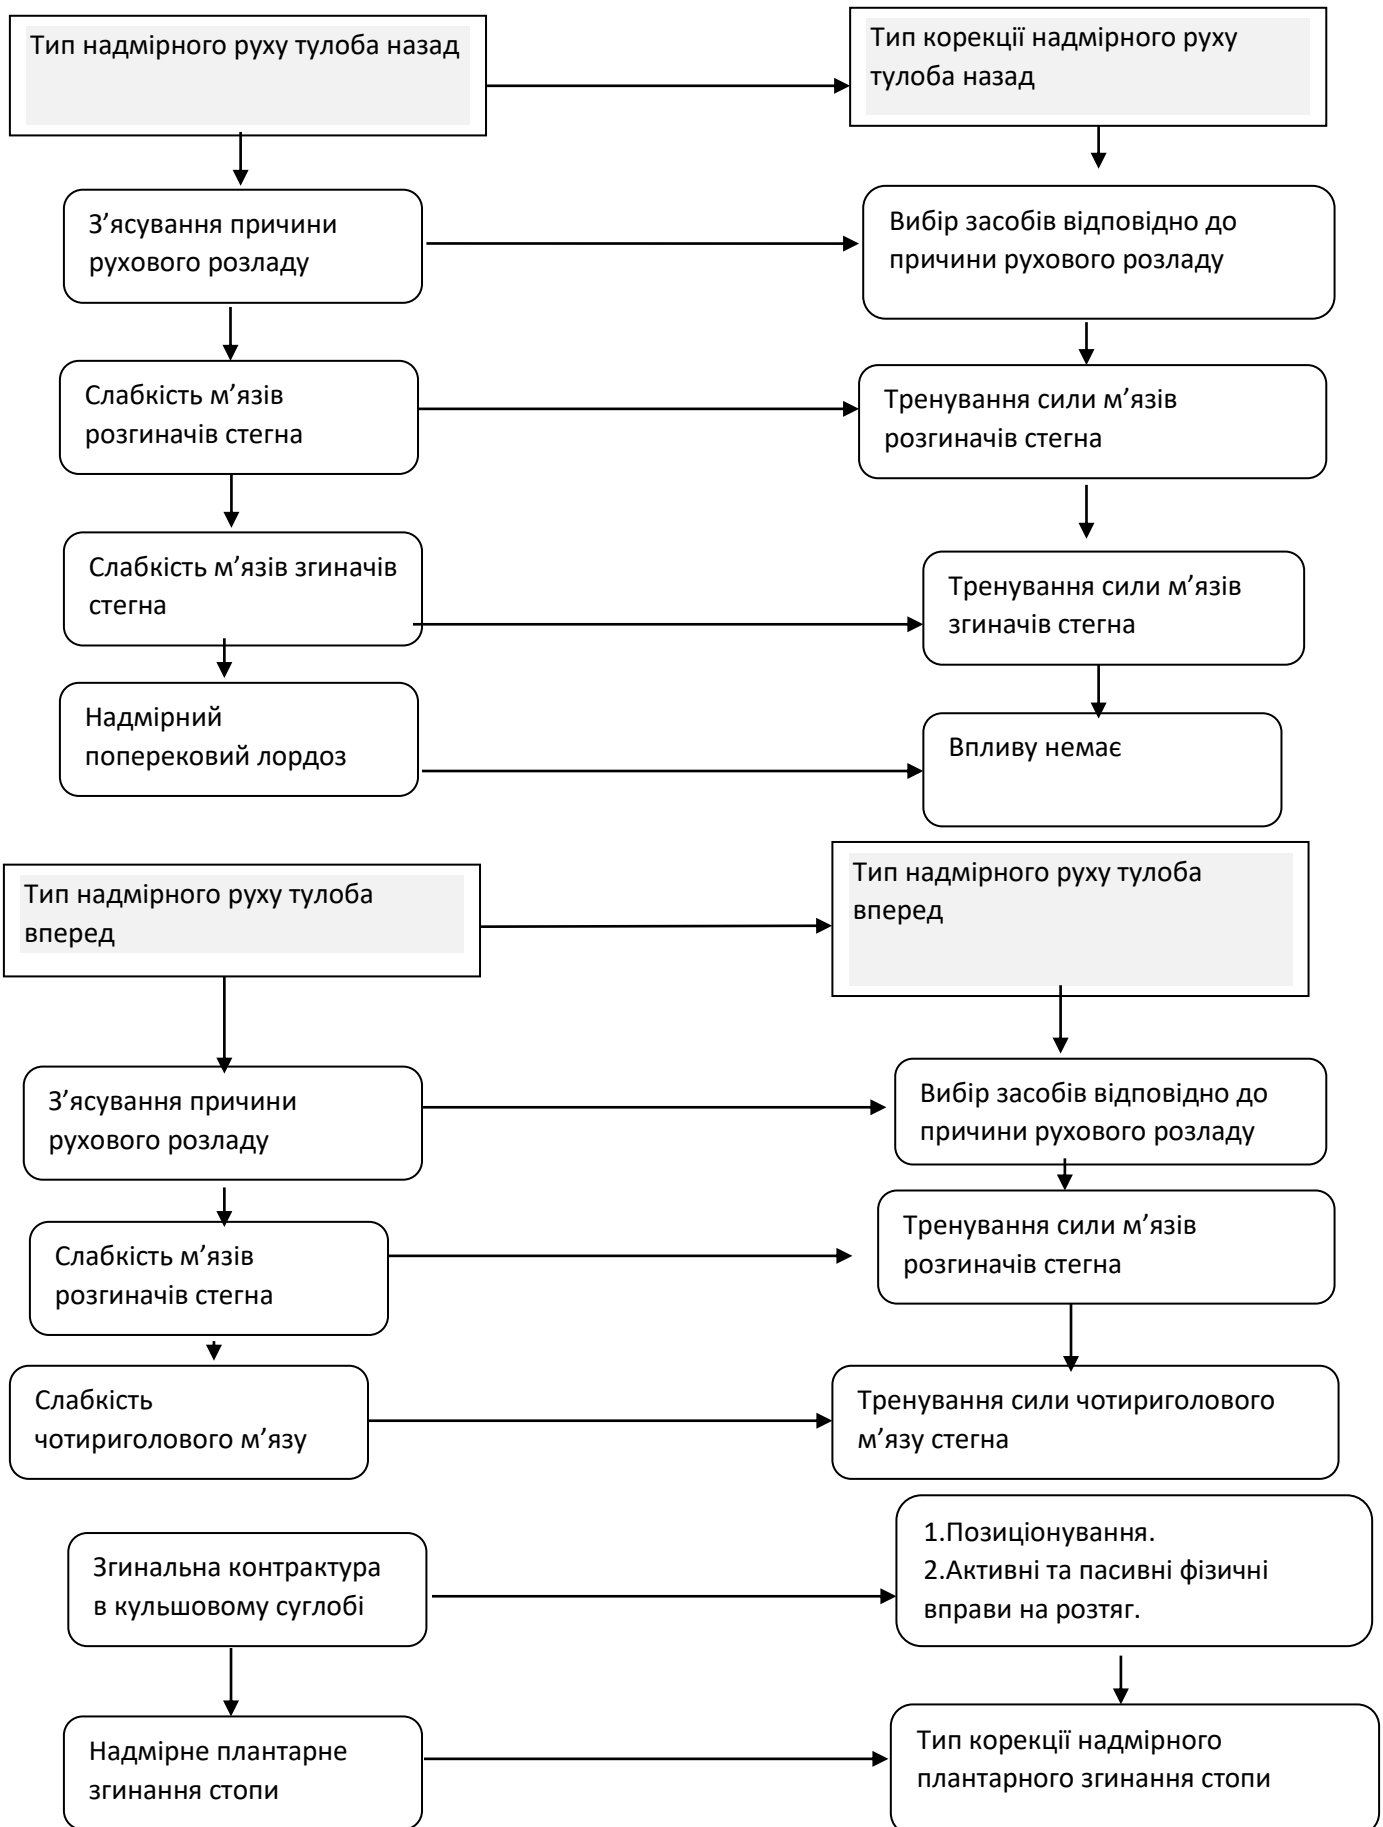 Тип надмірного руху тулоба назад
Тип корекції надмірного руху
тулоба назад
З’ясування причини
рухового розладу
Вибір засобів відповідно до
причини рухового розладу
Слабкість м’язів
розгиначів стегна
Тренування сили м’язів
розгиначів стегна
Слабкість м’язів згиначів
стегна
Тренування сили м’язів
згиначів стегна
Надмірний
поперековий лордоз
Впливу немає
Тип надмірного руху тулоба
вперед
Тип надмірного руху тулоба
вперед
З’ясування причини
рухового розладу
Вибір засобів відповідно до
причини рухового розладу
Слабкість м’язів
розгиначів стегна
Тренування сили м’язів
розгиначів стегна
Слабкість
чотириголового м’язу
Тренування сили чотириголового
м’язу стегна
Згинальна контрактура
в кульшовому суглобі
1.Позиціонування.
2.Активні та пасивні фізичні
вправи на розтяг.
Надмірне плантарне
згинання стопи
Тип корекції надмірного
плантарного згинання стопи